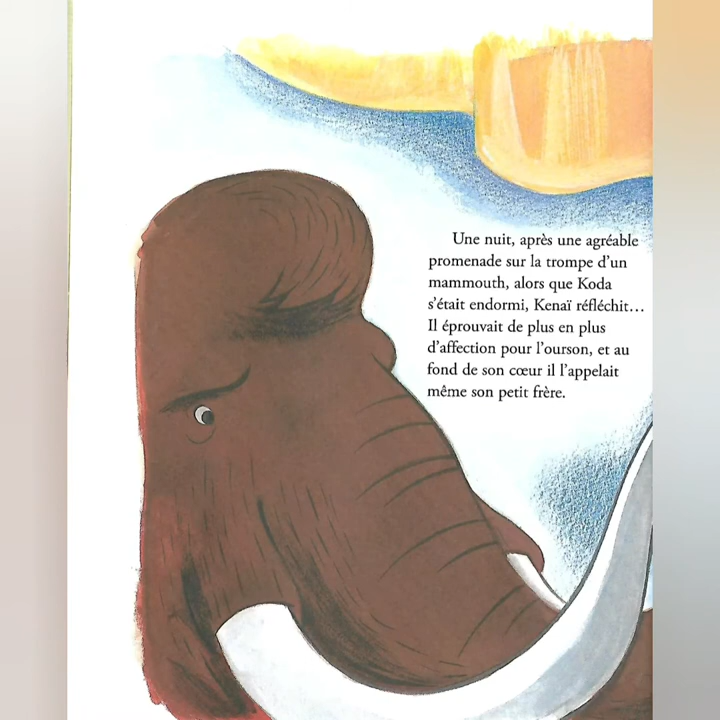 Une nuit, après une agréable
promenade sur la trompe d'un
mammouth, alors que Koda
s'était endormi, Kenaï réfléchit…
Il éprouvait de plus en plus
d'affection pour l'ourson, et au
fond de son cœur il l'appelait
même son petit frère.